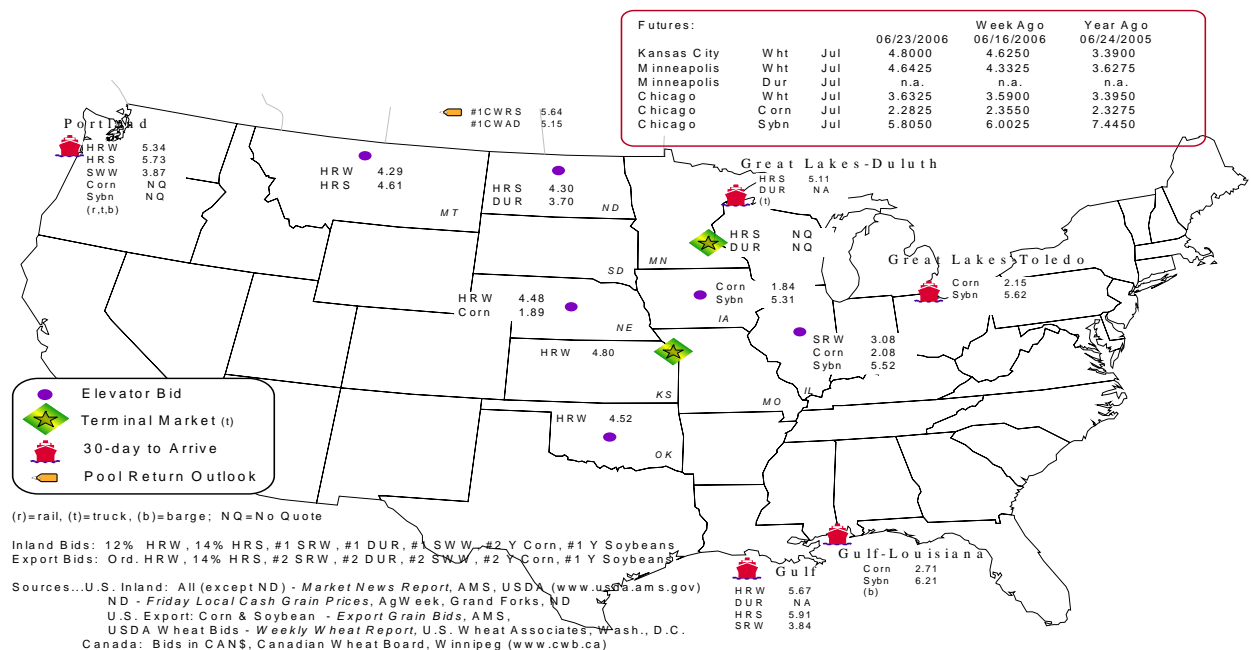 Futures: Week Ago Year Ago
06/23/2006 06/16/2006 06/24/2005
Kansas City Wht Jul 4.8000 4.6250 3.3900
Minneapolis Wht Jul 4.6425 4.3325 3.6275
Minneapolis Dur Jul n.a. n.a. n.a.
Chicago Wht Jul 3.6325 3.5900 3.3950
Chicago Corn Jul 2.2825 2.3550 2.3275
Chicago Sybn Jul 5.8050 6.0025 7.4450
#1CWRS 5.64
#1CWAD 5.15
Portland
HRW 5.34
HRS 5.73
SWW 3.87
Corn NQ
Sybn NQ
(r,t,b)
HRW 4.29
HRS 4.61
MT
HRS 4.30
DUR 3.70
ND
Great Lakes-Duluth
HRS 5.11
DUR NA
(t)
HRS NQ
DUR NQ
MN
SD
Great Lakes-Toledo
Corn 2.15
Sybn 5.62
HRW 4.48
Corn 1.89
NE
Corn 1.84
Sybn 5.31
IA
SRW 3.08
Corn 2.08
Sybn 5.52
IL
HRW 4.80
KS
MO
HRW 4.52
OK
Elevator Bid
Terminal Market (t)
30-day to Arrive
Pool Return Outlook
Gulf-Louisiana
Corn 2.71
Sybn 6.21
(b)
Gulf
HRW 5.67
DUR NA
HRS 5.91
SRW 3.84
(r)=rail, (t)=truck, (b)=barge; NQ=No Quote
Inland Bids: 12% HRW, 14% HRS, #1 SRW, #1 DUR, #1 SWW, #2 Y Corn, #1 Y Soybeans
Export Bids: Ord. HRW, 14% HRS, #2 SRW, #2 DUR, #2 SWW, #2 Y Corn, #1 Y Soybeans
Sources...U.S. Inland: All (except ND) - Market News Report, AMS, USDA (www.usda.ams.gov)
ND - Friday Local Cash Grain Prices, AgWeek, Grand Forks, ND
U.S. Export: Corn & Soybean - Export Grain Bids, AMS,
USDA Wheat Bids - Weekly Wheat Report, U.S. Wheat Associates, Wash., D.C.
Canada: Bids in CAN$, Canadian Wheat Board, Winnipeg (www.cwb.ca)